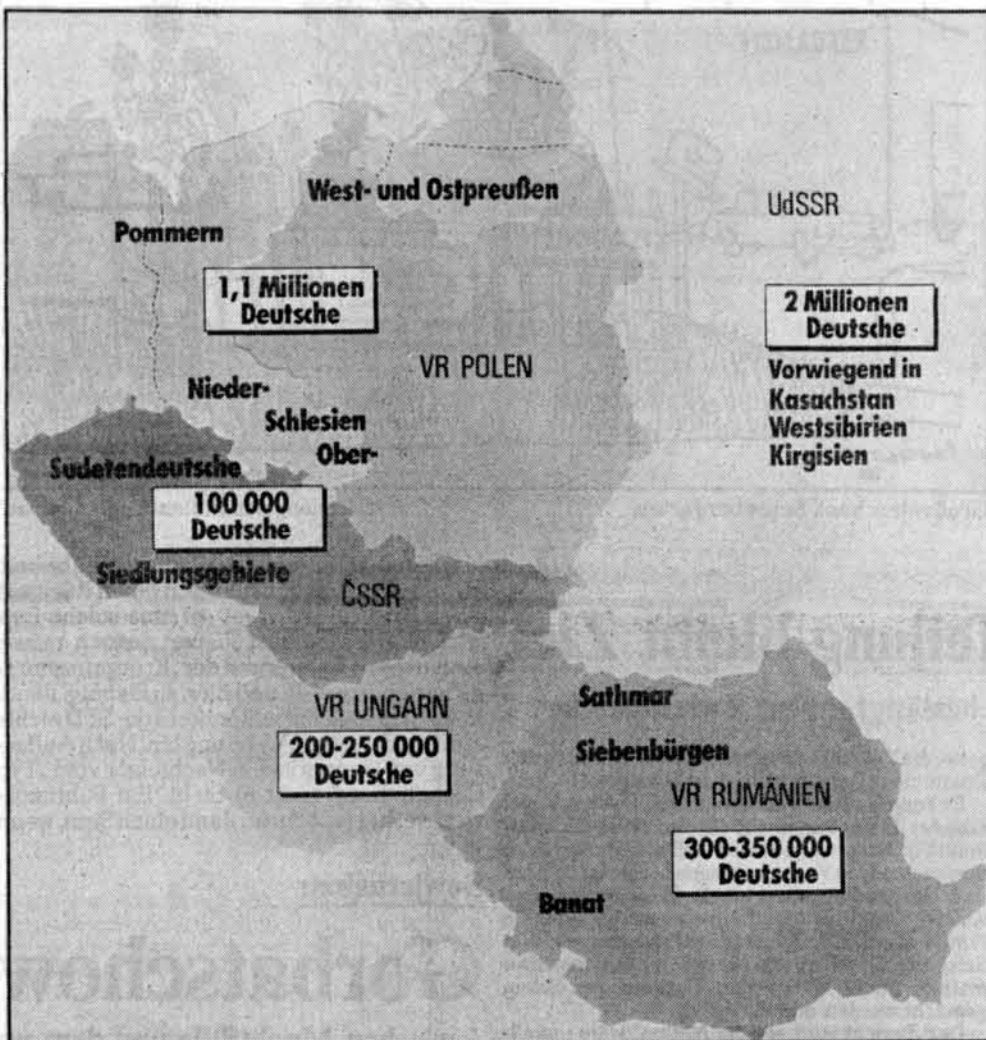 West- und Ostpreußen
UdSSR
Pommern
1,1 Millionen
Deutsche
2 Millionen
Deutsche
VR POLEN
Vorwiegend in
Kasachstan
Westsibirien
Kirgisien
Nieder-
Schlesien
Ober-
Sudetendeutsche
100 000
Deutsche
Siedlungsgebiete
ČSSR
VR UNGARN
200-250 000
Deutsche
Sathmar
Siebenbürgen
VR RUMÄNIEN
300-350 000
Deutsche
Banat